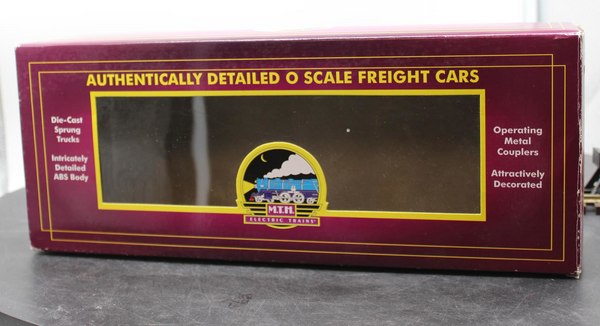 AUTHENTICALLY DETAILED O SCALE FREIGHT CARS
Die-Cast
Sprung
Trucks
Intricately
Detailed
ABS Body
Operating
Metal
Couplers
Attractively
Decorated
M.T.H.
ELECTRIC TRAINS